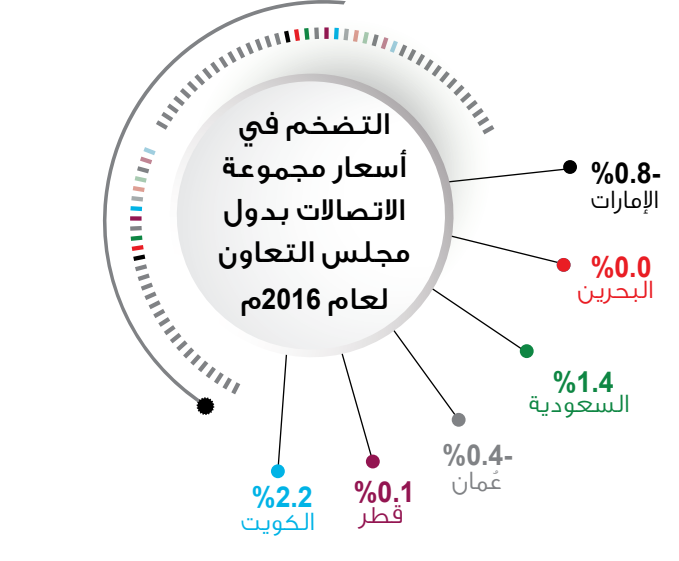 التضخم في
أسعار مجموعة
الاتصالات بدول
مجلس التعاون
لعام 2016م
%0.8-
الإمارات
%0.0
البحرين
%1.4
السعودية
%0.4-
عُمان
%0.1
قطر
%2.2
الكويت